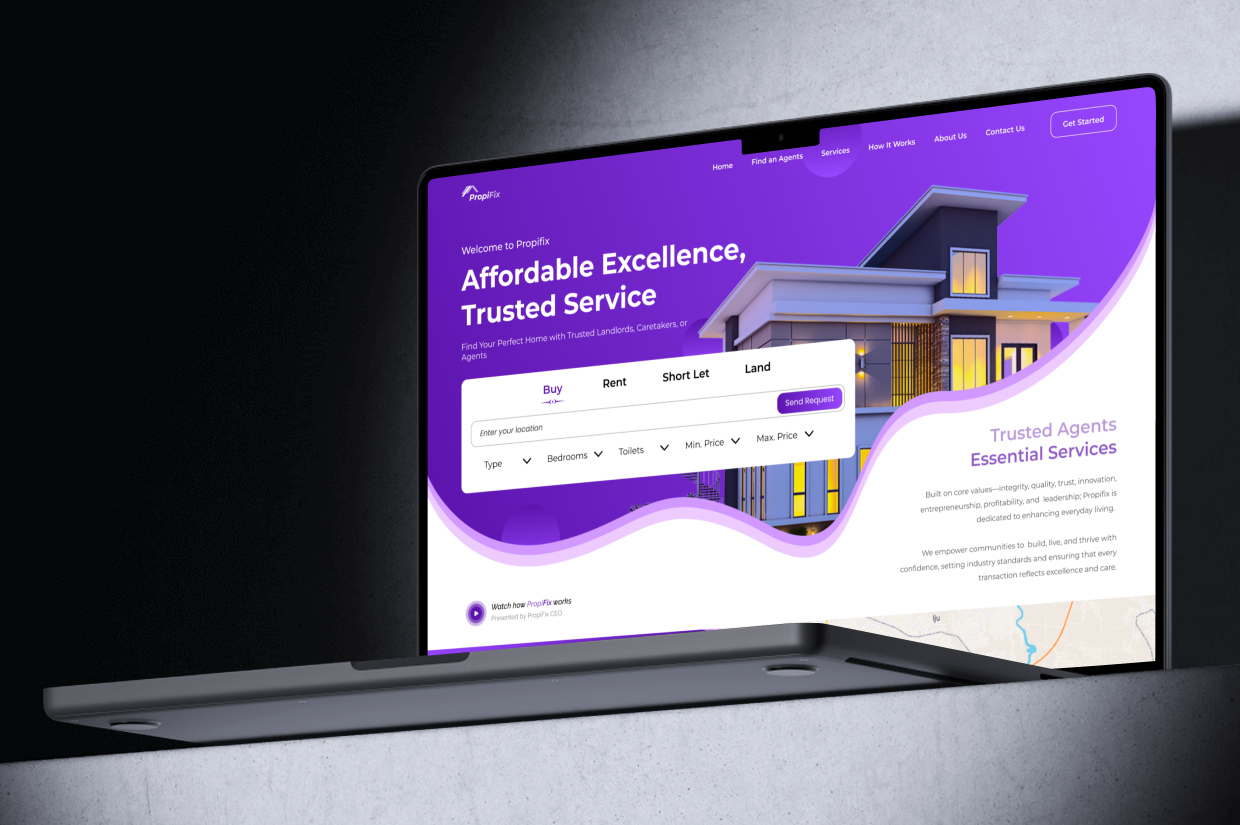 Home Find an Agents Services How It Works About Us Contact Us Get Started
PropiFix
Welcome to Propifix
Affordable Excellence,
Trusted Service
Find Your Perfect Home with Trusted Landlords, Caretakers, or
Agents
Buy Rent Short Let Land
Enter your location Send Request
Type Bedrooms Toilets Min. Price Max. Price
Trusted Agents
Essential Services
Built on core values—integrity, quality, trust, innovation,
entrepreneurship, profitability, and leadership; Propifix is
dedicated to enhancing everyday living.
We empower communities to build, live, and thrive with
confidence, setting industry standards and ensuring that every
transaction reflects excellence and care.
Watch how PropiFix works
Presented by PropiFix CEO
Iju